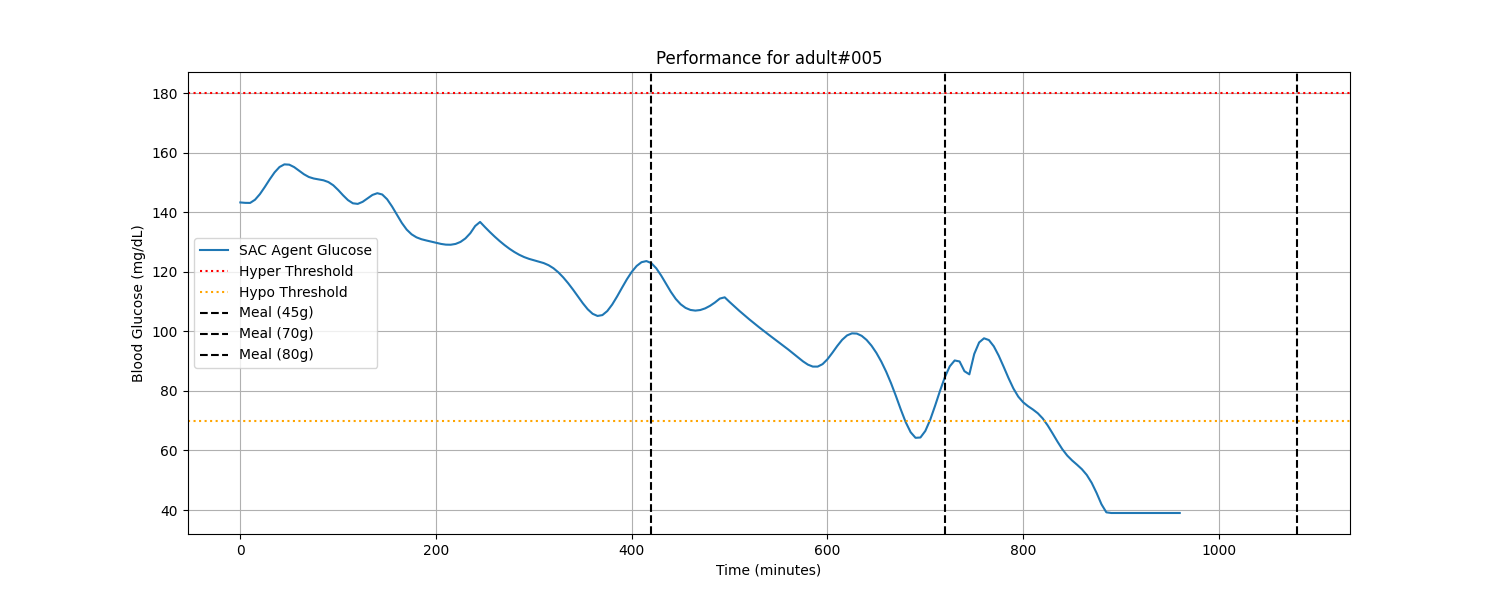 Performance for adult#005
Blood Glucose (mg/dL)
180
160
140
120
100
80
60
40
SAC Agent Glucose
Hyper Threshold
Hypo Threshold
Meal (45g)
Meal (70g)
Meal (80g)
0 200 400 600 800 1000
Time (minutes)